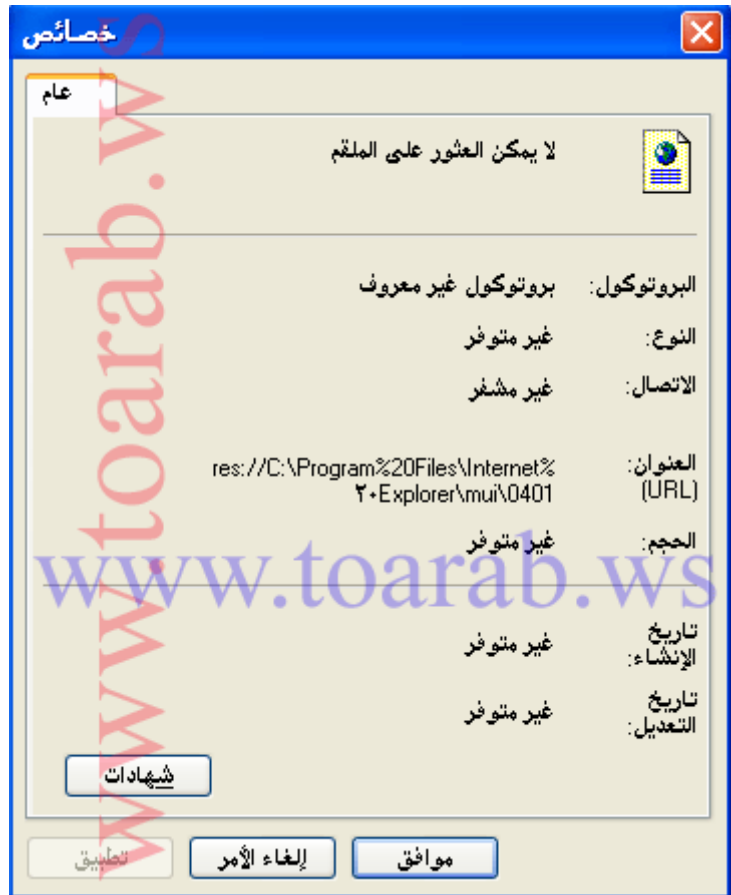 خصائص
عام
لا يمكن العثور على الملقم
البروتوكول: بروتوكول غير معروف
النوع: غير متوفر
الاتصال: غير مشفر
العنوان: res://C:\Program%20Files\Internet%
(URL) ٢٠Explorer\mui\0401
الحجم: غير متوفر
www.toarab.ws
تاريخ
الإنشاء: غير متوفر
تاريخ
التعديل: غير متوفر
شهادات
موافق إلغاء الأمر تطبيق
www.toarab.ws